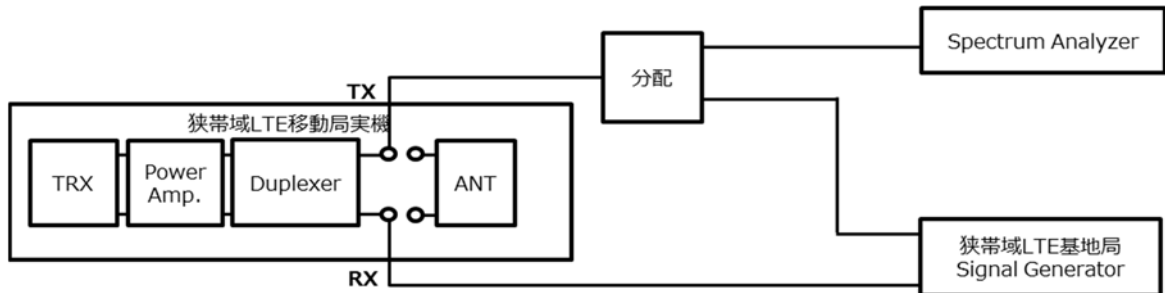 Spectrum Analyzer
分配
TX
狭帯域LTE移動局実機
TRX
Power
Amp.
Duplexer
ANT
狭帯域LTE基地局
Signal Generator
RX